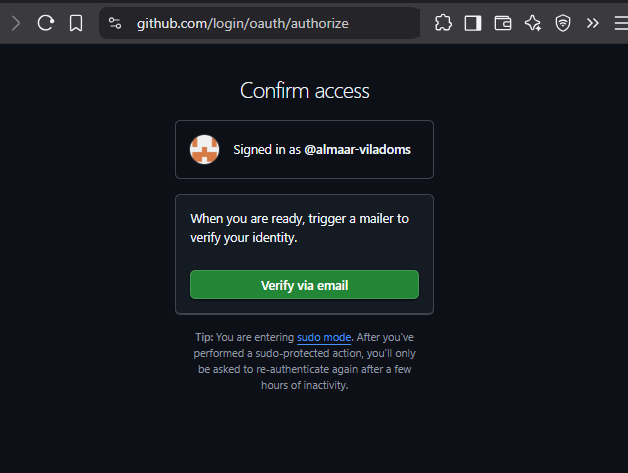 github.com/login/oauth/authorize
Confirm access
Signed in as @almaar-viladoms
When you are ready, trigger a mailer to
verify your identity.
Verify via email
Tip: You are entering sudo mode. After you've
performed a sudo-protected action, you'll only
be asked to re-authenticate again after a few
hours of inactivity.